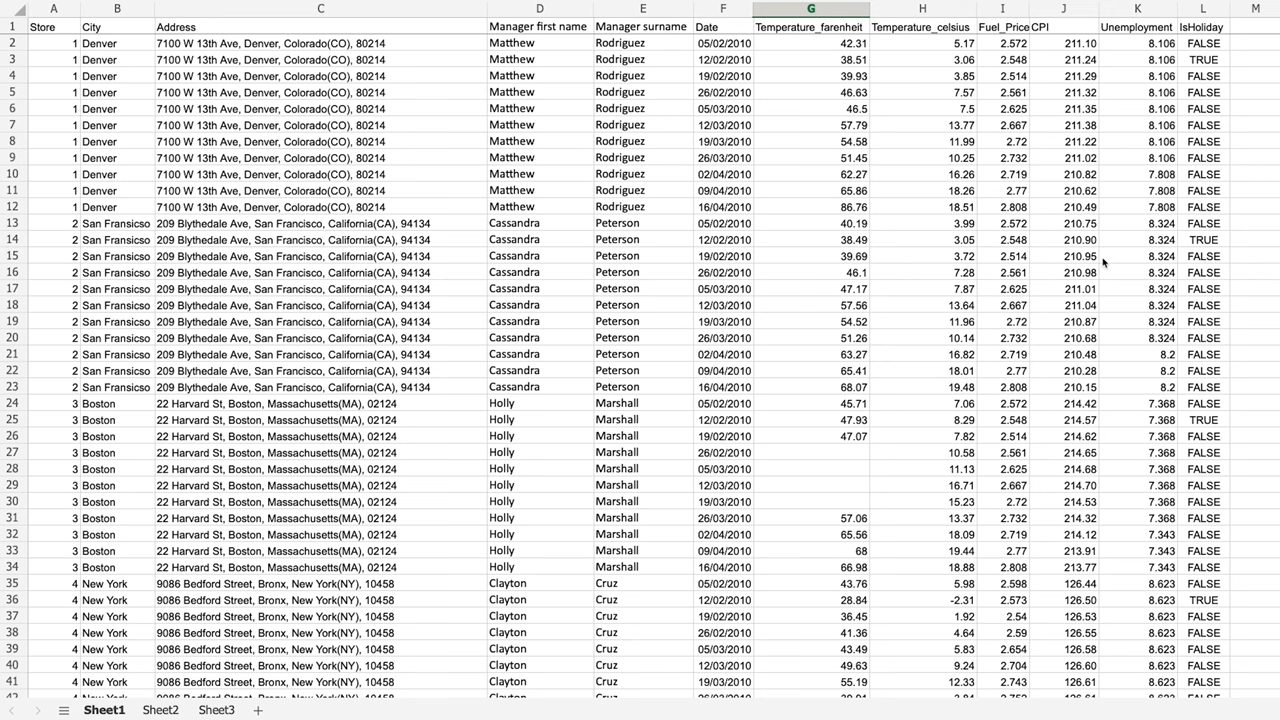 A B C D E F G H I J K L M
1 Store City Address Manager first name Manager surname Date Temperature_farenheit Temperature_celsius Fuel_Price CPI Unemployment IsHoliday
2 1 Denver 7100 W 13th Ave, Denver, Colorado(CO), 80214 Matthew Rodriguez 05/02/2010 42.31 5.17 2.572 211.10 8.106 FALSE
3 1 Denver 7100 W 13th Ave, Denver, Colorado(CO), 80214 Matthew Rodriguez 12/02/2010 38.51 3.06 2.548 211.24 8.106 TRUE
4 1 Denver 7100 W 13th Ave, Denver, Colorado(CO), 80214 Matthew Rodriguez 19/02/2010 39.93 3.85 2.514 211.29 8.106 FALSE
5 1 Denver 7100 W 13th Ave, Denver, Colorado(CO), 80214 Matthew Rodriguez 26/02/2010 46.63 7.57 2.561 211.32 8.106 FALSE
6 1 Denver 7100 W 13th Ave, Denver, Colorado(CO), 80214 Matthew Rodriguez 05/03/2010 46.5 7.5 2.625 211.35 8.106 FALSE
7 1 Denver 7100 W 13th Ave, Denver, Colorado(CO), 80214 Matthew Rodriguez 12/03/2010 57.79 13.77 2.667 211.38 8.106 FALSE
8 1 Denver 7100 W 13th Ave, Denver, Colorado(CO), 80214 Matthew Rodriguez 19/03/2010 54.58 11.99 2.72 211.22 8.106 FALSE
9 1 Denver 7100 W 13th Ave, Denver, Colorado(CO), 80214 Matthew Rodriguez 26/03/2010 51.45 10.25 2.732 211.02 8.106 FALSE
10 1 Denver 7100 W 13th Ave, Denver, Colorado(CO), 80214 Matthew Rodriguez 02/04/2010 62.27 16.26 2.719 210.82 7.808 FALSE
11 1 Denver 7100 W 13th Ave, Denver, Colorado(CO), 80214 Matthew Rodriguez 09/04/2010 65.86 18.26 2.77 210.62 7.808 FALSE
12 1 Denver 7100 W 13th Ave, Denver, Colorado(CO), 80214 Matthew Rodriguez 16/04/2010 86.76 18.51 2.808 210.49 7.808 FALSE
13 2 San Fransicso 209 Blythedale Ave, San Francisco, California(CA), 94134 Cassandra Peterson 05/02/2010 40.19 3.99 2.572 210.75 8.324 FALSE
14 2 San Fransicso 209 Blythedale Ave, San Francisco, California(CA), 94134 Cassandra Peterson 12/02/2010 38.49 3.05 2.548 210.90 8.324 TRUE
15 2 San Fransicso 209 Blythedale Ave, San Francisco, California(CA), 94134 Cassandra Peterson 19/02/2010 39.69 3.72 2.514 210.95 8.324 FALSE
16 2 San Fransicso 209 Blythedale Ave, San Francisco, California(CA), 94134 Cassandra Peterson 26/02/2010 46.1 7.28 2.561 210.98 8.324 FALSE
17 2 San Fransicso 209 Blythedale Ave, San Francisco, California(CA), 94134 Cassandra Peterson 05/03/2010 47.17 7.87 2.625 211.01 8.324 FALSE
18 2 San Fransicso 209 Blythedale Ave, San Francisco, California(CA), 94134 Cassandra Peterson 12/03/2010 57.56 13.64 2.667 211.04 8.324 FALSE
19 2 San Fransicso 209 Blythedale Ave, San Francisco, California(CA), 94134 Cassandra Peterson 19/03/2010 54.52 11.96 2.72 210.87 8.324 FALSE
20 2 San Fransicso 209 Blythedale Ave, San Francisco, California(CA), 94134 Cassandra Peterson 26/03/2010 51.26 10.14 2.732 210.68 8.324 FALSE
21 2 San Fransicso 209 Blythedale Ave, San Francisco, California(CA), 94134 Cassandra Peterson 02/04/2010 63.27 16.82 2.719 210.48 8.2 FALSE
22 2 San Fransicso 209 Blythedale Ave, San Francisco, California(CA), 94134 Cassandra Peterson 09/04/2010 65.41 18.01 2.77 210.28 8.2 FALSE
23 2 San Fransicso 209 Blythedale Ave, San Francisco, California(CA), 94134 Cassandra Peterson 16/04/2010 68.07 19.48 2.808 210.15 8.2 FALSE
24 3 Boston 22 Harvard St, Boston, Massachusetts(MA), 02124 Holly Marshall 05/02/2010 45.71 7.06 2.572 214.42 7.368 FALSE
25 3 Boston 22 Harvard St, Boston, Massachusetts(MA), 02124 Holly Marshall 12/02/2010 47.93 8.29 2.548 214.57 7.368 TRUE
26 3 Boston 22 Harvard St, Boston, Massachusetts(MA), 02124 Holly Marshall 19/02/2010 47.07 7.82 2.514 214.62 7.368 FALSE
27 3 Boston 22 Harvard St, Boston, Massachusetts(MA), 02124 Holly Marshall 26/02/2010 10.58 2.561 214.65 7.368 FALSE
28 3 Boston 22 Harvard St, Boston, Massachusetts(MA), 02124 Holly Marshall 05/03/2010 11.13 2.625 214.68 7.368 FALSE
29 3 Boston 22 Harvard St, Boston, Massachusetts(MA), 02124 Holly Marshall 12/03/2010 16.71 2.667 214.70 7.368 FALSE
30 3 Boston 22 Harvard St, Boston, Massachusetts(MA), 02124 Holly Marshall 19/03/2010 15.23 2.72 214.53 7.368 FALSE
31 3 Boston 22 Harvard St, Boston, Massachusetts(MA), 02124 Holly Marshall 26/03/2010 57.06 13.37 2.732 214.32 7.368 FALSE
32 3 Boston 22 Harvard St, Boston, Massachusetts(MA), 02124 Holly Marshall 02/04/2010 65.56 18.09 2.719 214.12 7.343 FALSE
33 3 Boston 22 Harvard St, Boston, Massachusetts(MA), 02124 Holly Marshall 09/04/2010 68 19.44 2.77 213.91 7.343 FALSE
34 3 Boston 22 Harvard St, Boston, Massachusetts(MA), 02124 Holly Marshall 16/04/2010 66.98 18.88 2.808 213.77 7.343 FALSE
35 4 New York 9086 Bedford Street, Bronx, New York(NY), 10458 Clayton Cruz 05/02/2010 43.76 5.98 2.598 126.44 8.623 FALSE
36 4 New York 9086 Bedford Street, Bronx, New York(NY), 10458 Clayton Cruz 12/02/2010 28.84 -2.31 2.573 126.50 8.623 TRUE
37 4 New York 9086 Bedford Street, Bronx, New York(NY), 10458 Clayton Cruz 19/02/2010 36.45 1.92 2.54 126.53 8.623 FALSE
38 4 New York 9086 Bedford Street, Bronx, New York(NY), 10458 Clayton Cruz 26/02/2010 41.36 4.64 2.59 126.55 8.623 FALSE
39 4 New York 9086 Bedford Street, Bronx, New York(NY), 10458 Clayton Cruz 05/03/2010 43.49 5.83 2.654 126.58 8.623 FALSE
40 4 New York 9086 Bedford Street, Bronx, New York(NY), 10458 Clayton Cruz 12/03/2010 49.63 9.24 2.704 126.60 8.623 FALSE
41 4 New York 9086 Bedford Street, Bronx, New York(NY), 10458 Clayton Cruz 19/03/2010 55.19 12.33 2.743 126.61 8.623 FALSE
Sheet1 Sheet2 Sheet3